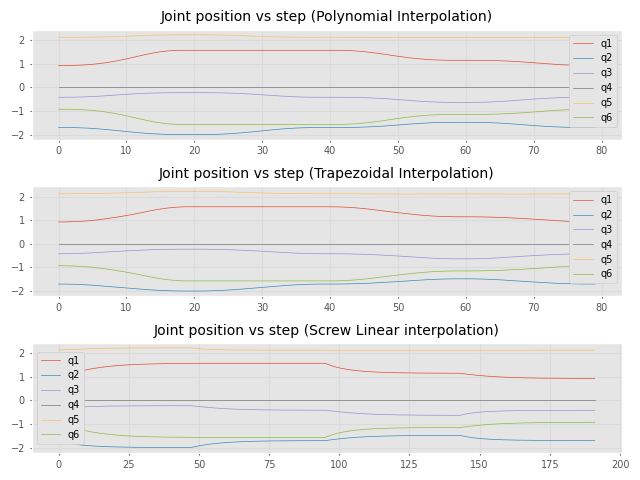 Joint position vs step (Polynomial Interpolation)
2
1
0
−1
−2
q1
q2
q3
q4
q5
q6
0 10 20 30 40 50 60 70 80
Joint position vs step (Trapezoidal Interpolation)
2
1
0
−1
−2
q1
q2
q3
q4
q5
q6
0 10 20 30 40 50 60 70 80
Joint position vs step (Screw Linear interpolation)
2
1
0
−1
−2
q1
q2
q3
q4
q5
q6
0 25 50 75 100 125 150 175 200